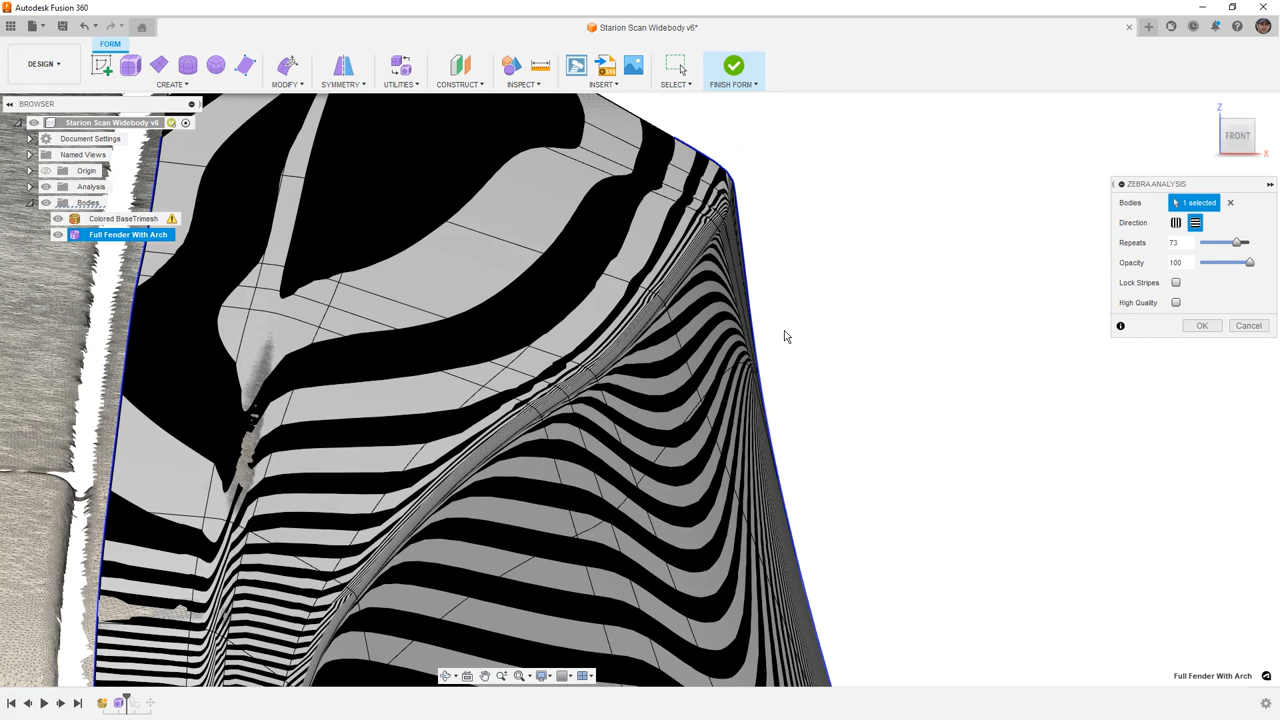 Autodesk Fusion 360
Starion Scan Widebody v6*
FORM
DESIGN
CREATE
MODIFY
SYMMETRY
UTILITIES
CONSTRUCT
INSPECT
INSERT
SELECT
FINISH FORM
BROWSER
Starion Scan Widebody v6
Document Settings
Named Views
Origin
Analysis
Bodies
Colored BaseTrimesh
Full Fender With Arch
Z
FRONT
X
ZEBRA ANALYSIS
Bodies 1 selected
Direction
Repeats 73
Opacity 100
Lock Stripes
High Quality
OK Cancel
Full Fender With Arch